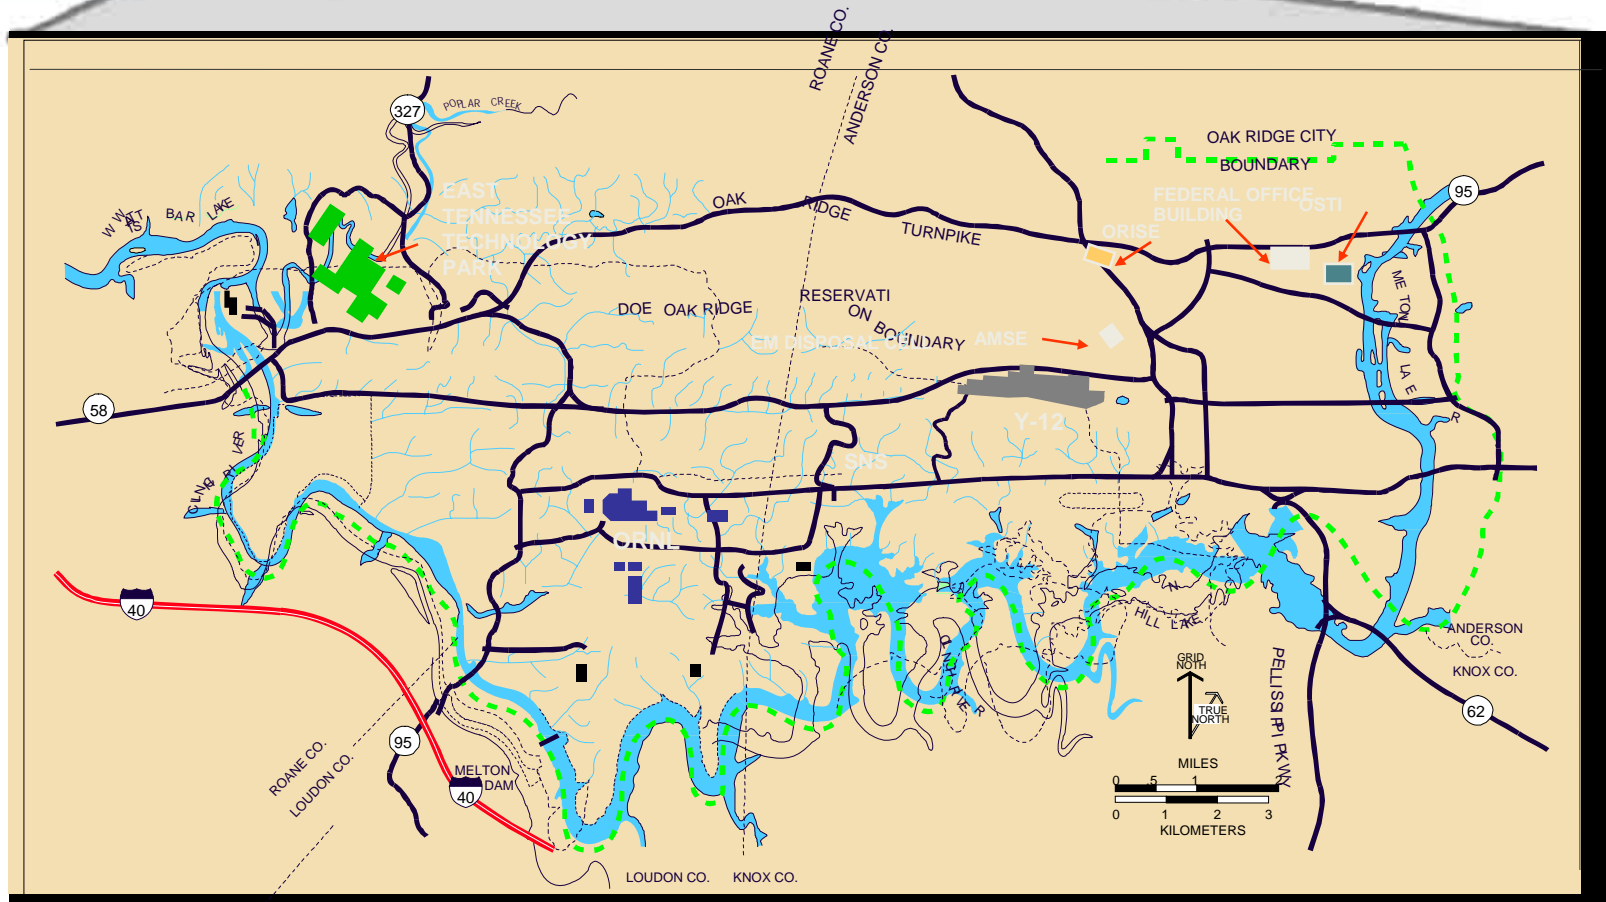 ROANE CO.
ANDERSON CO.
327
POPLAR CREEK
OAK RIDGE CITY
BOUNDARY
95
EAST
TENNESSEE
TECHNOLOGY
PARK
OAK RIDGE TURNPIKE
FEDERAL OFFICE
BUILDING
OSTI
ORISE
BAR LAKE
DOE OAK RIDGE RESERVATI
ON BOUNDARY
AMSE
58
Y-12
SNS
ORNL
40
HILL LAKE
ANDERSON
CO.
KNOX CO.
GRID
NOTH
TRUE
NORTH
62
95
ROANE CO.
LOUDON CO.
MELTON
DAM
40
MILES
0 .5 1
0 1 2 3
KILOMETERS
LOUDON CO.
KNOX CO.